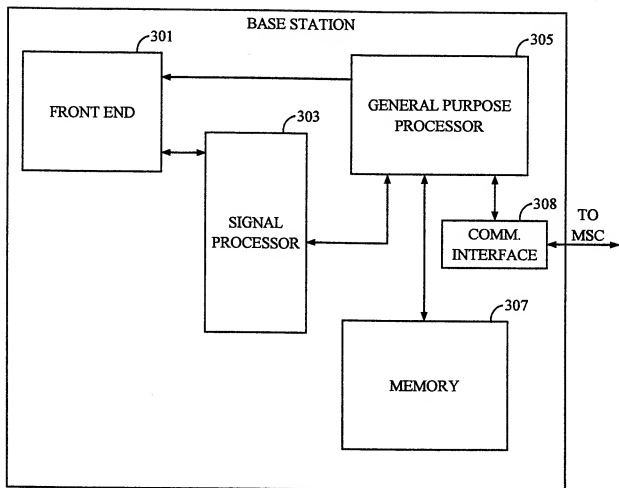 BASE STATION
301
FRONT END
303
SIGNAL
PROCESSOR
305
GENERAL PURPOSE
PROCESSOR
308
COMM.
INTERFACE
TO
MSC
307
MEMORY